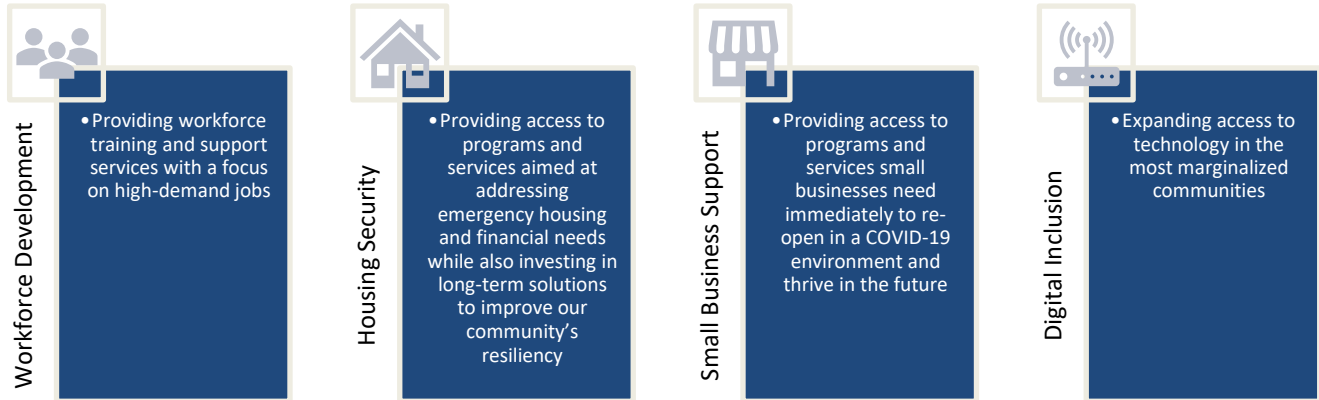 Workforce Development
•Providing workforce
training and support
services with a focus
on high-demand jobs
Housing Security
•Providing access to
programs and
services aimed at
addressing
emergency housing
and financial needs
while also investing in
long-term solutions
to improve our
community’s
resiliency
Small Business Support
•Providing access to
programs and
services small
businesses need
immediately to re-
open in a COVID-19
environment and
thrive in the future
Digital Inclusion
•Expanding access to
technology in the
most marginalized
communities